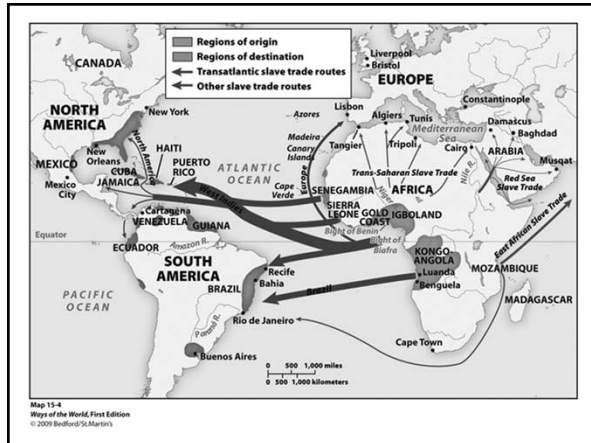 Regions of origin
Regions of destination
Transatlantic slave trade routes
Other slave trade routes
CANADA
NORTH
AMERICA
New York
New
Orleans
North America
MEXICO
Mexico
City
CUBA
JAMAICA
HAITI
PUERTO
RICO
ATLANTIC
OCEAN
West Indies
Liverpool
Bristol
EUROPE
Azores
Lisbon
Madeira
Canary
Islands
Europe
Cape
Verde
Algiers
Tunis
Tangier
Tripoli
Mediterranean
Sea
Constantinople
Damascus
Baghdad
Cairo
ARABIA
Musqat
Nile R.
Red Sea
Slave Trade
Trans-Saharan Slave Trade
AFRICA
Niger
SENEGAMBIA
SIERRA
LEONE
GOLD
COAST
IGBOLAND
Bight of Benin
Bight of
Biafra
East African Slave Trade
Cartagena
VENEZUELA
GUIANA
Equator
ECUADOR
Amazon R.
SOUTH
AMERICA
BRAZIL
Recife
Bahia
Brazil
Rio de Janeiro
Paraná R.
Buenos Aires
PACIFIC
OCEAN
KONGO-
ANGOLA
Luanda
Benguela
MOZAMBIQUE
MADAGASCAR
Cape Town
0 500 1,000 miles
0 500 1,000 kilometers
Map 15-4
Ways of the World, First Edition
© 2009 Bedford/St.Martin's